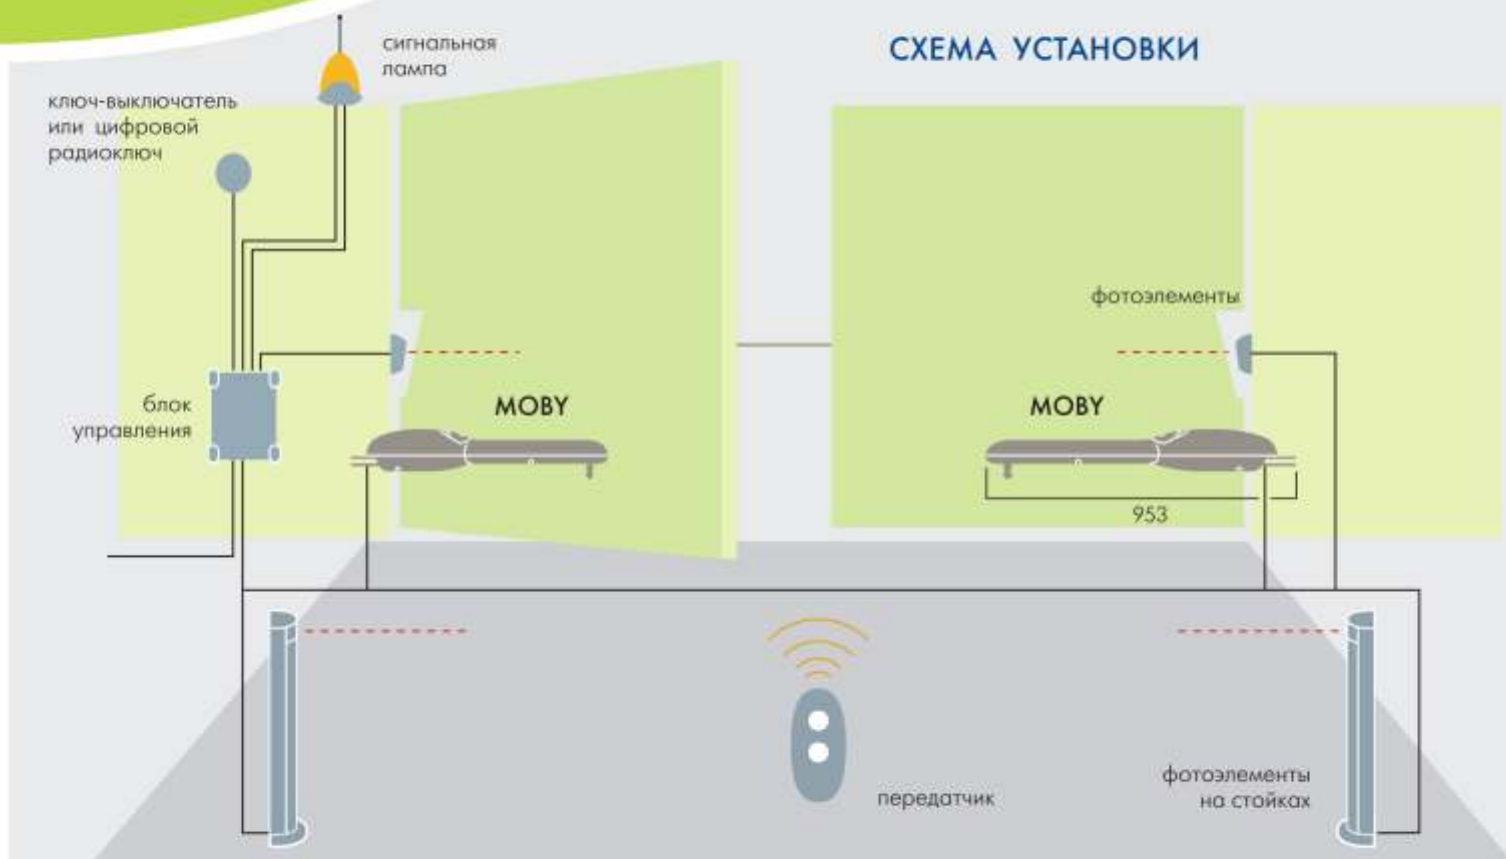 СХЕМА УСТАНОВКИ
сигнальная
лампа
ключ-выключатель
или цифровой
радиоключ
фотоэлементы
блок
управления
MOBY
MOBY
953
передатчик
фотоэлементы
на стойках